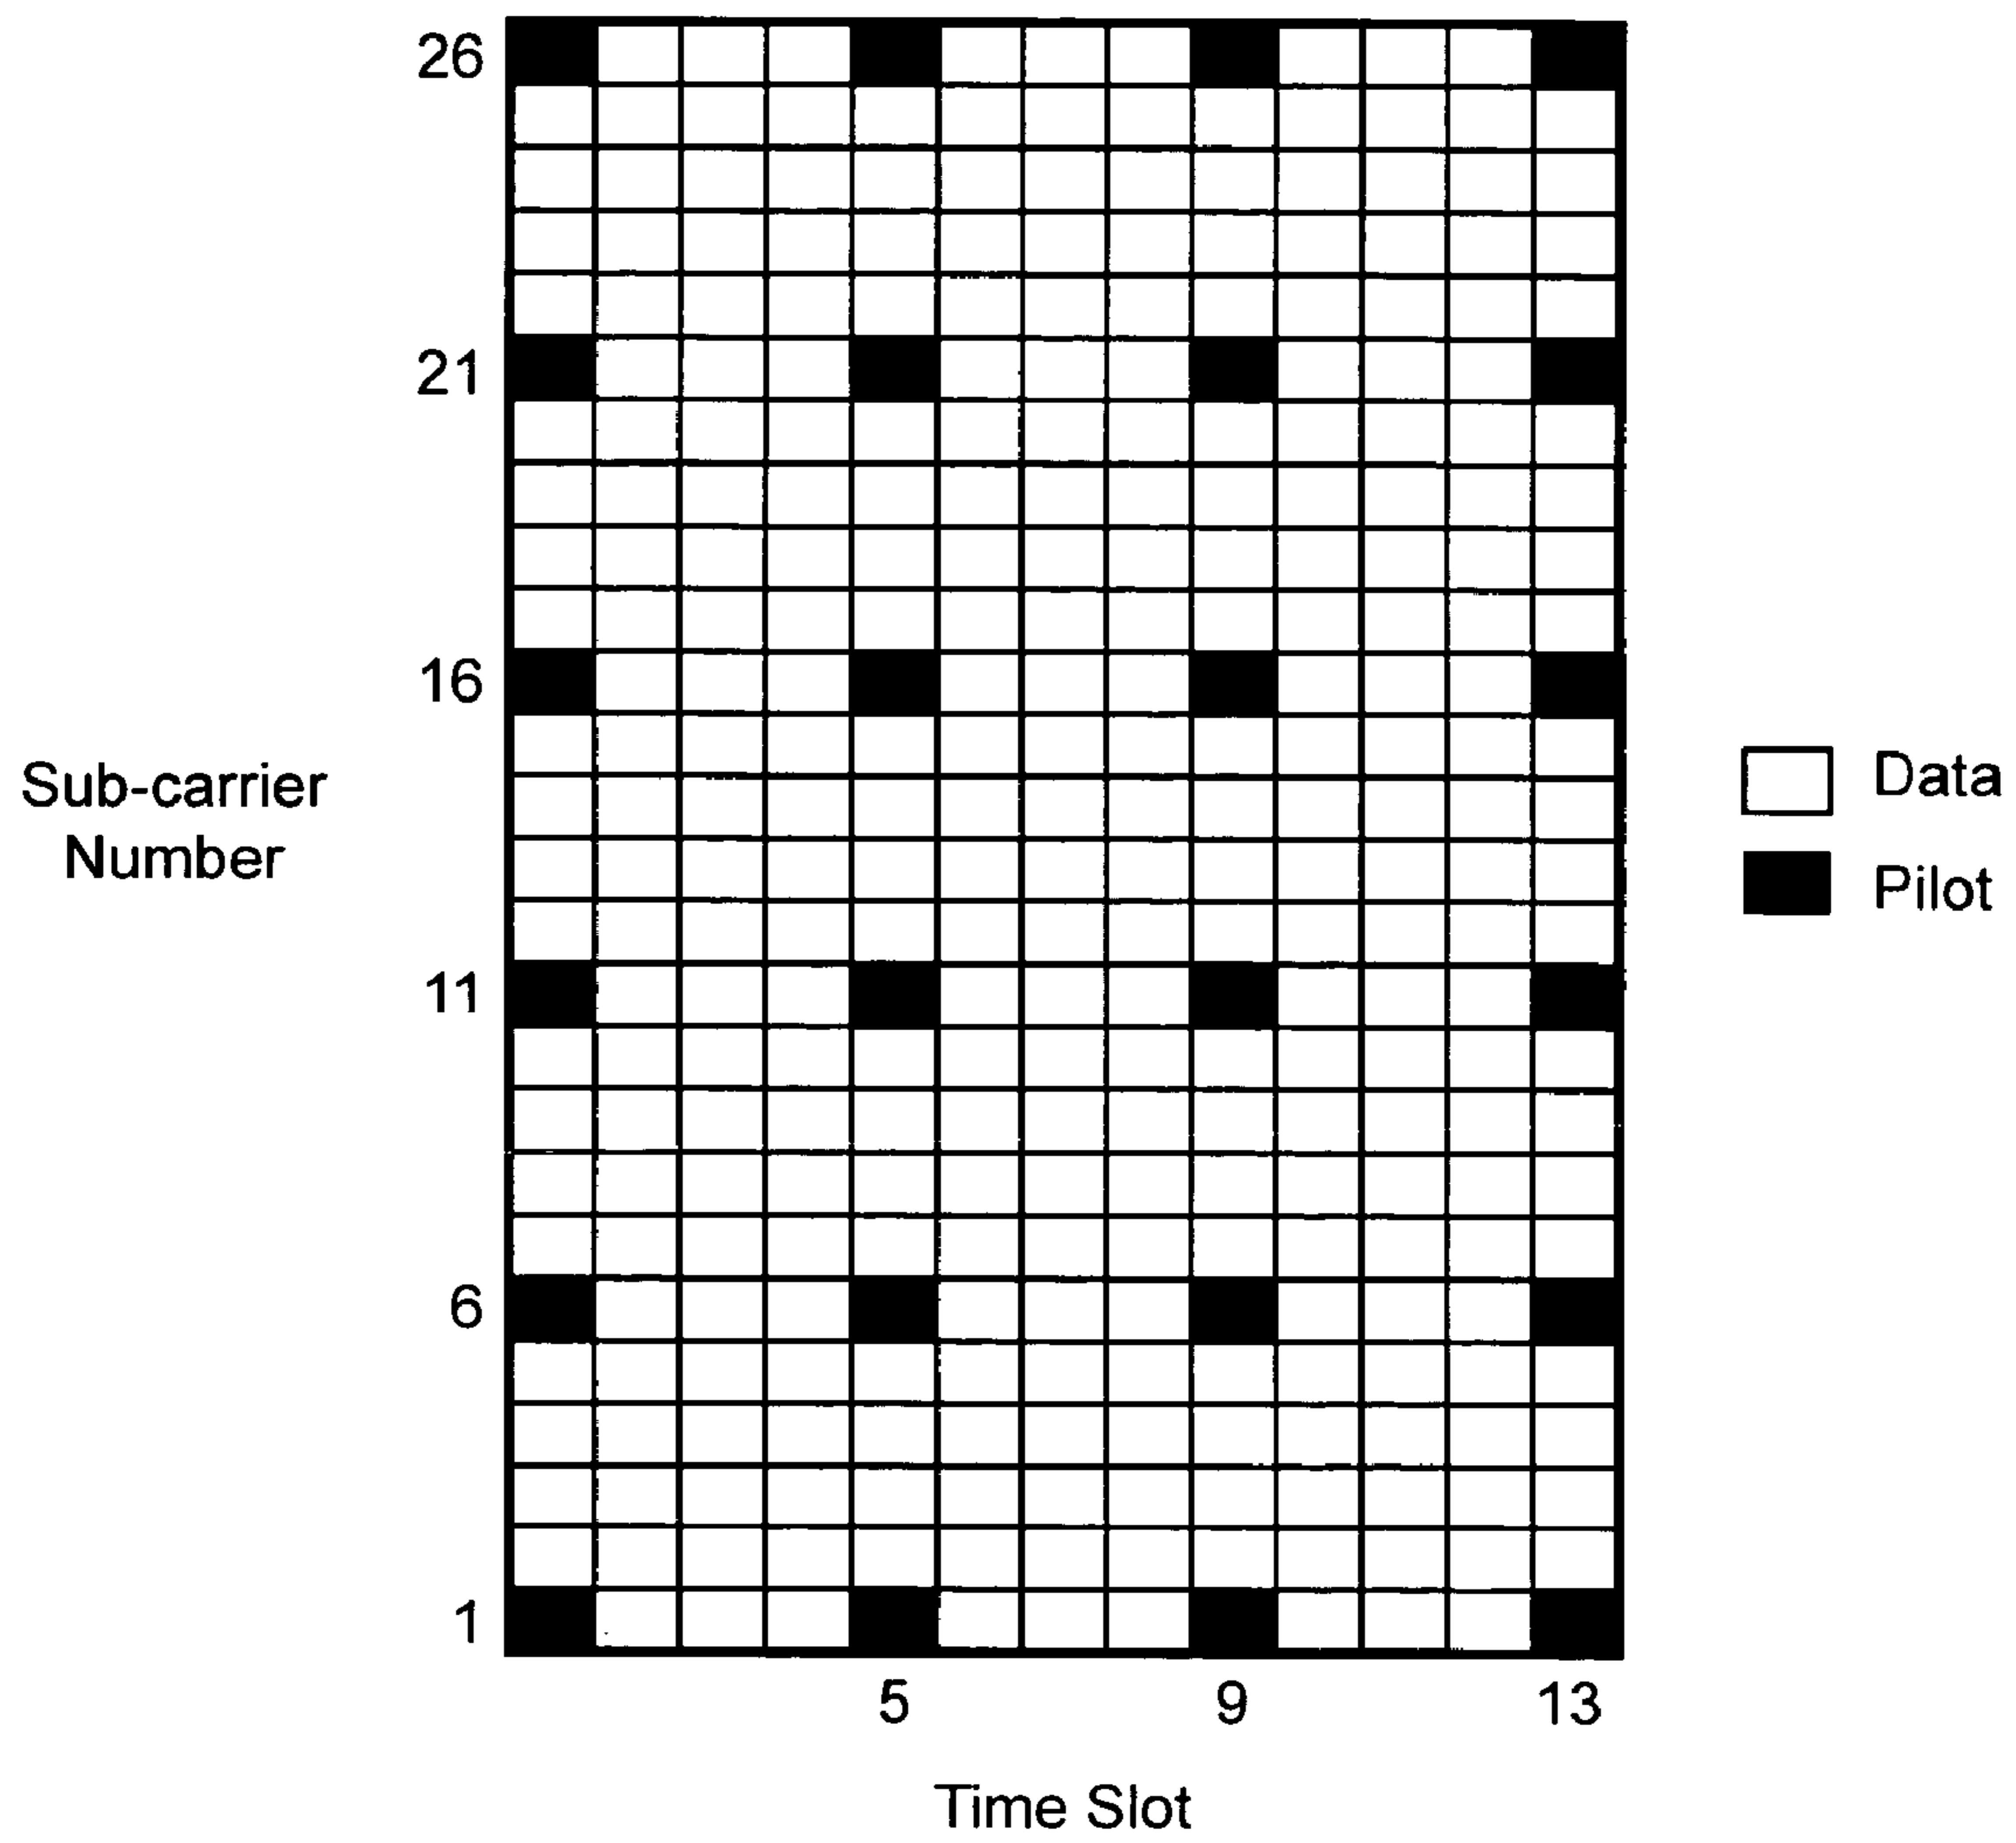 26
21
16
Sub-carrier
Number
11
6
1
5 9 13
Time Slot
Data
Pilot